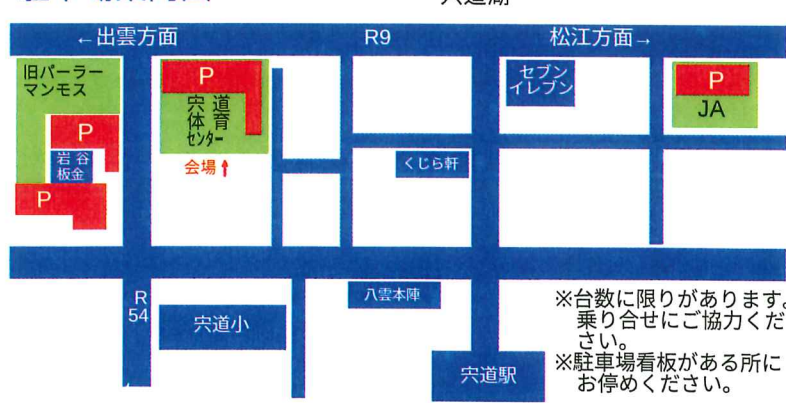 宍道湖
←出雲方面
R9
松江方面→
旧パーラー
マンモス
P
岩谷
板金
P
P
宍道
体育
センター
会場↑
セブン
イレブン
P
JA
くじら軒
R
54
宍道小
八雲本陣
宍道駅
※台数に限りがあります。
乗り合せにご協力くだ
さい。
※駐車場看板がある所に
お停めください。